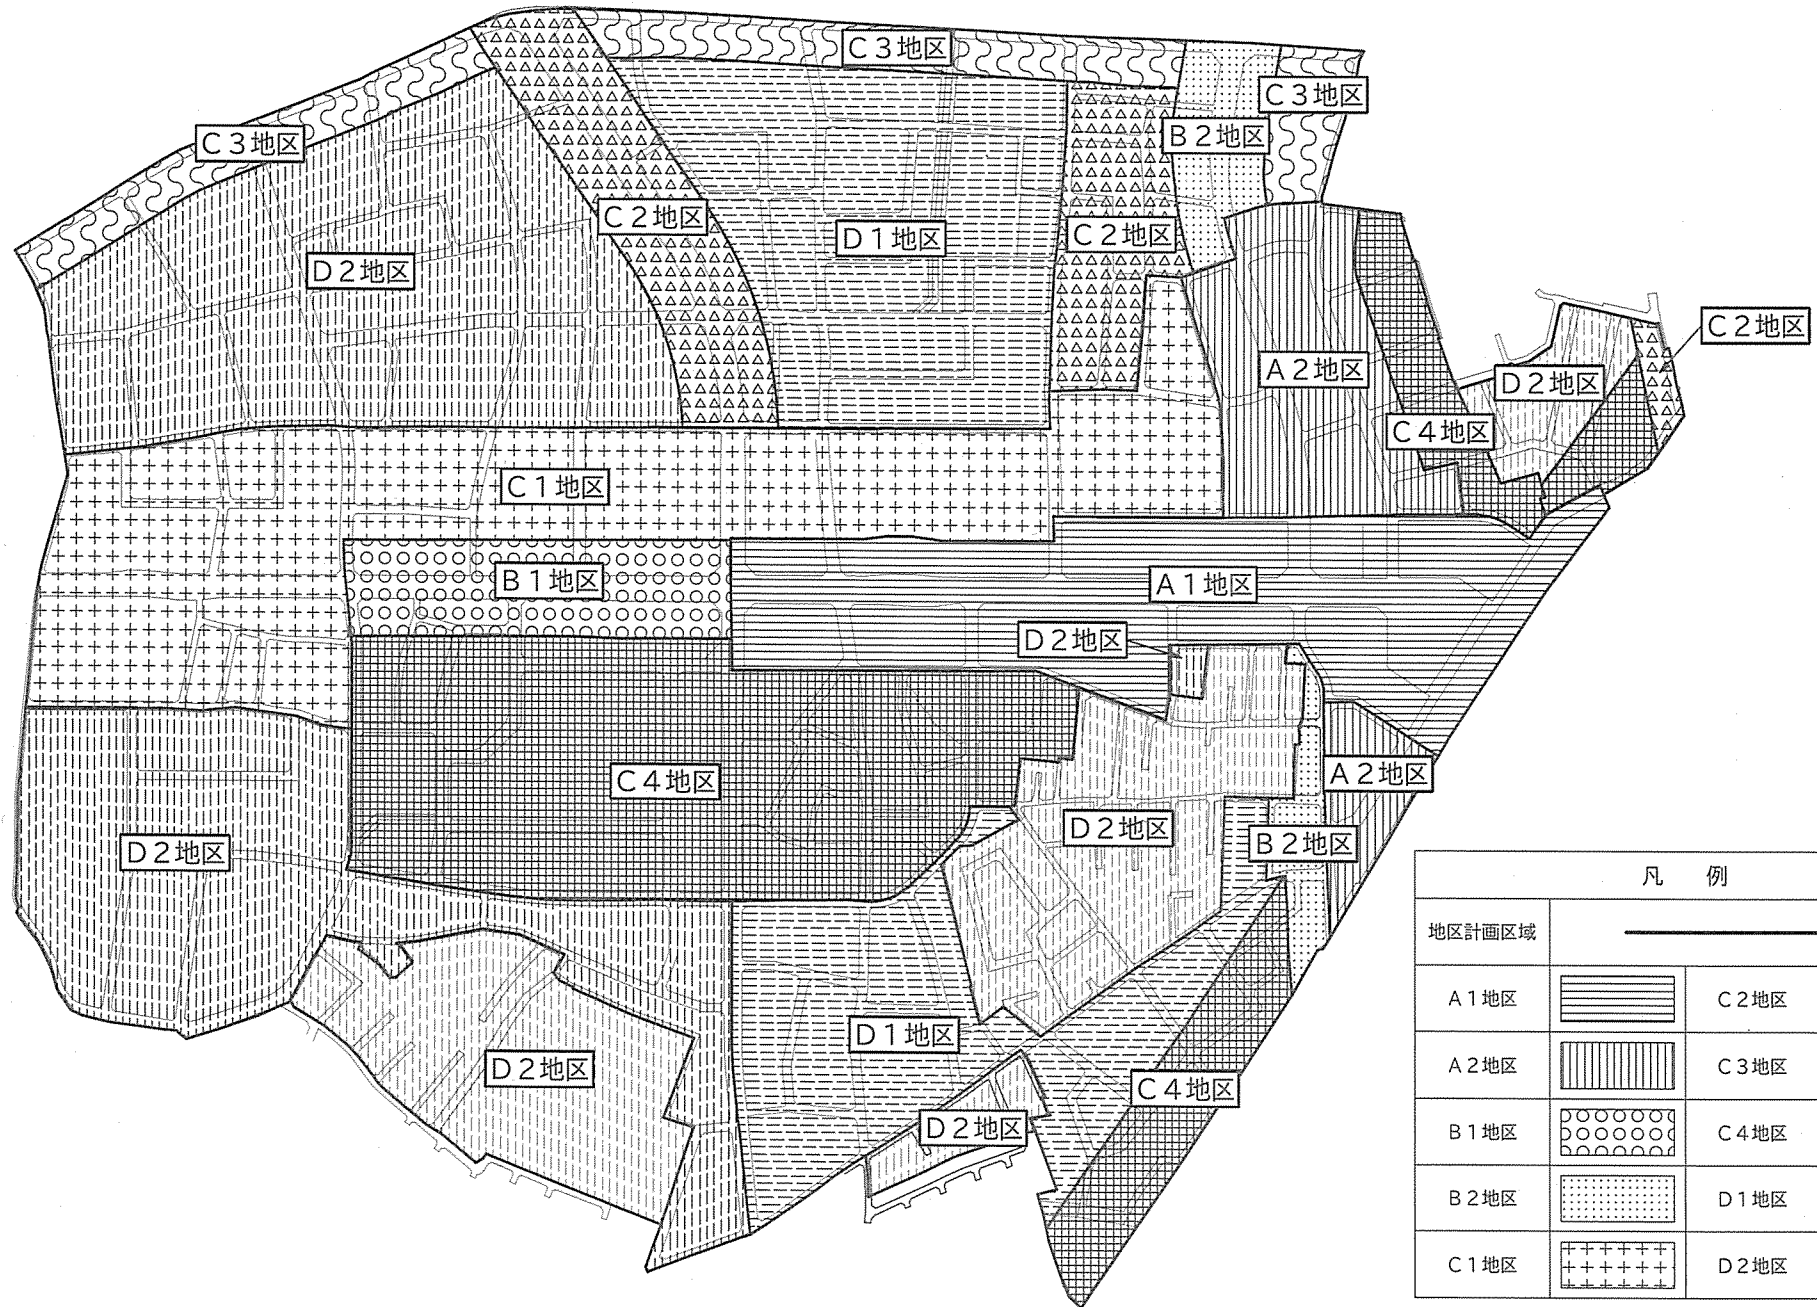 C3地区
C3地区
C3地区
B2地区
C2地区
C2地区
D1地区
D2地区
C2地区
A2地区
D2地区
C4地区
C1地区
B1地区
A1地区
D2地区
C4地区
A2地区
D2地区
B2地区
D2地区
D1地区
D2地区
C4地区
D2地区
凡 例
地区計画区域
A1地区 C2地区
A2地区 C3地区
B1地区 C4地区
B2地区 D1地区
C1地区 D2地区